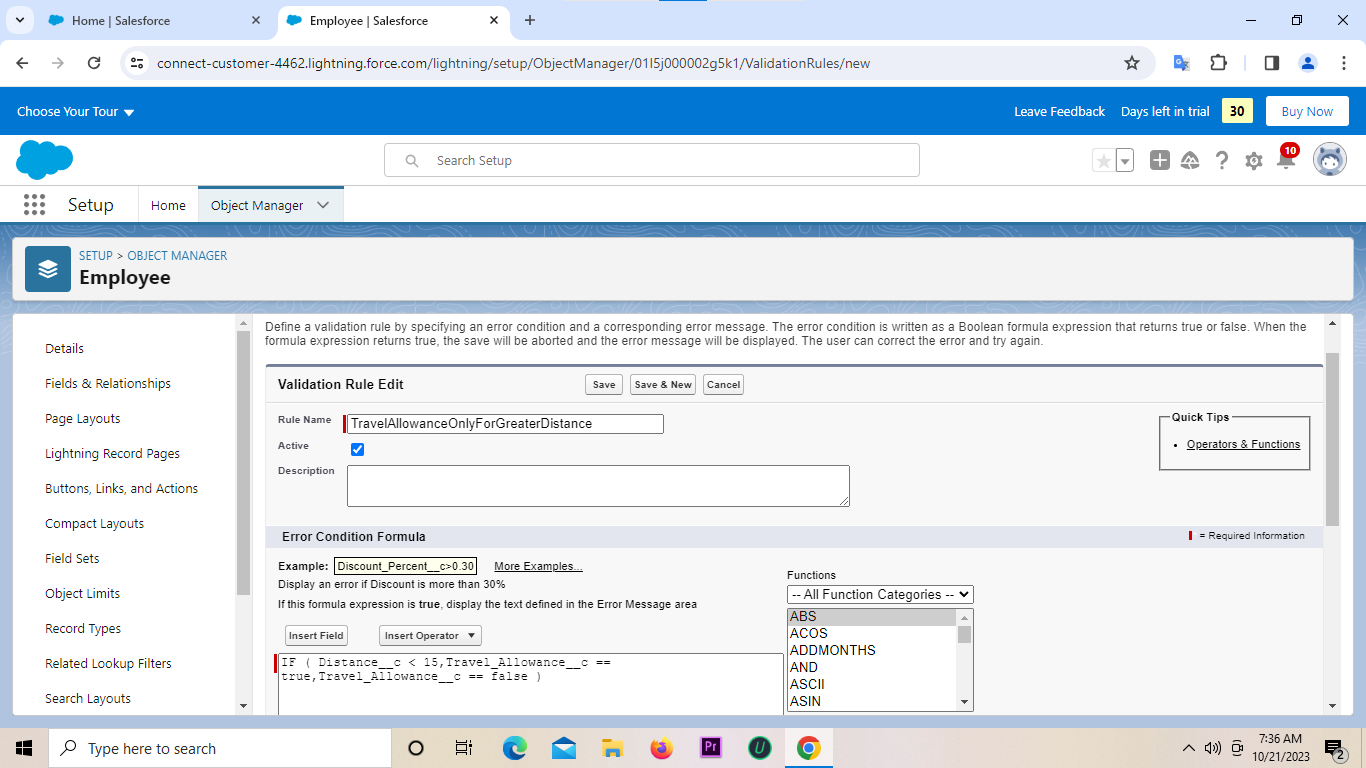 Home | Salesforce
Employee | Salesforce
connect-customer-4462.lightning.force.com/lightning/setup/ObjectManager/01I5j000002g5k1/ValidationRules/new
Choose Your Tour
Leave Feedback
Days left in trial
30
Buy Now
Search Setup
10
Setup
Home
Object Manager
SETUP > OBJECT MANAGER
Employee
Details
Fields & Relationships
Page Layouts
Lightning Record Pages
Buttons, Links, and Actions
Compact Layouts
Field Sets
Object Limits
Record Types
Related Lookup Filters
Search Layouts
Define a validation rule by specifying an error condition and a corresponding error message. The error condition is written as a Boolean formula expression that returns true or false. When the
formula expression returns true, the save will be aborted and the error message will be displayed. The user can correct the error and try again.
Validation Rule Edit
Save
Save & New
Cancel
Rule Name
TravelAllowanceOnlyForGreaterDistance
Active
Description
Quick Tips
• Operators & Functions
Error Condition Formula
= Required Information
Example:
Discount_Percent__c>0.30
More Examples...
Display an error if Discount is more than 30%
If this formula expression is true, display the text defined in the Error Message area
Insert Field
Insert Operator
IF ( Distance__c < 15,Travel_Allowance__c ==
true,Travel_Allowance__c == false )
Functions
-- All Function Categories --
ABS
ACOS
ADDMONTHS
AND
ASCII
ASIN
Type here to search
Pr
U
7:36 AM
10/21/2023
2